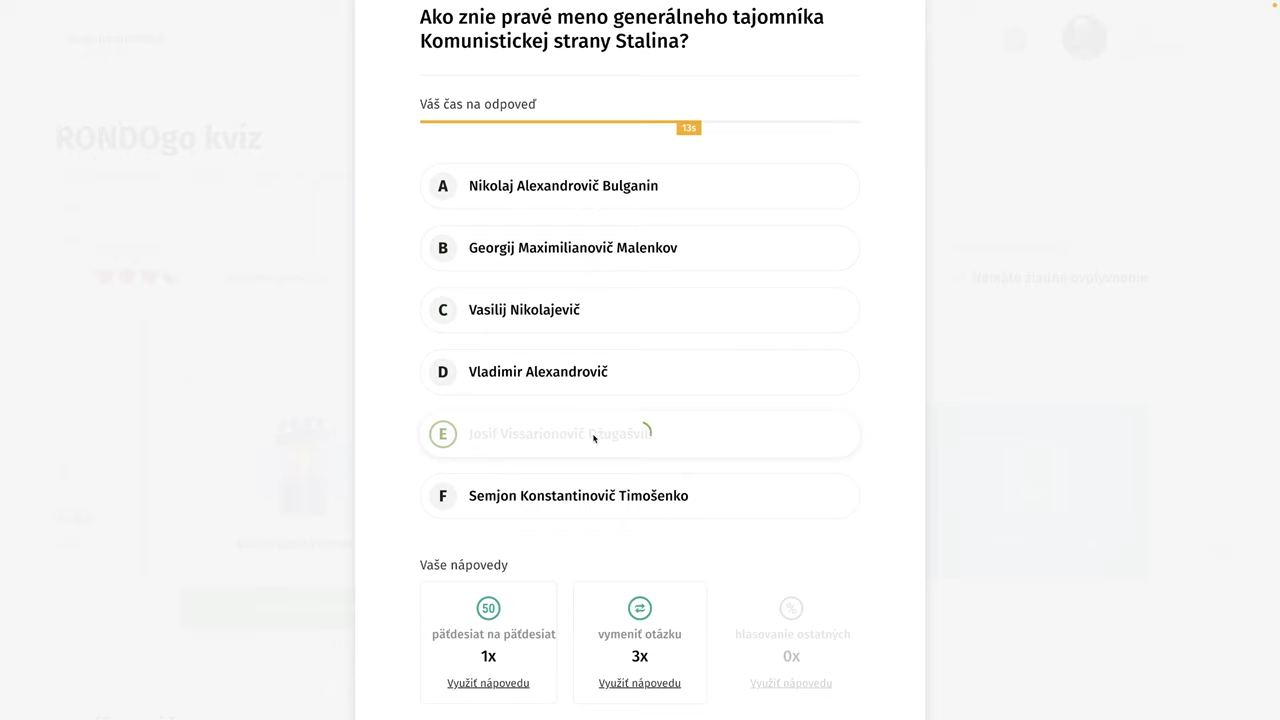 Ako znie pravé meno generálneho tajomníka
Komunistickej strany Stalina?
Váš čas na odpoveď
13s
RONDOgo kvíz
A Nikolaj Alexandrovič Bulganin
B Georgij Maximilianovič Malenkov
C Vasilij Nikolajevič
D Vladimir Alexandrovič
E Josif Vissarionovič Džugašvili
F Semjon Konstantinovič Timošenko
Vaše nápovedy
50
päťdesiat na päťdesiat
1x
Využiť nápovedu
vymeniť otázku
3x
Využiť nápovedu
%
hlasovanie ostatných
0x
Využiť nápovedu